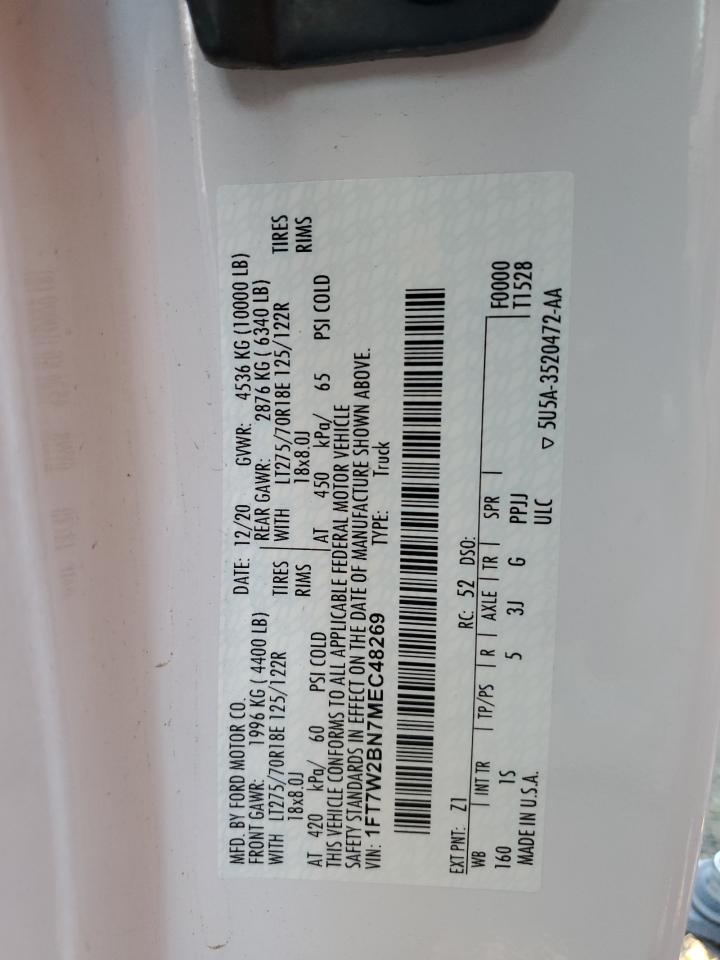 MFD. BY FORD MOTOR CO.
DATE: 12/20 GVWR: 4536 KG (10000 LB)
FRONT GAWR: 1996 KG ( 4400 LB) REAR GAWR: 2876 KG ( 6340 LB)
WITH LT275/70R18E 125/122R TIRES WITH LT275/70R18E 125/122R TIRES
18x8.0J RIMS 18x8.0J RIMS
AT 420 kPa/ 60 PSI COLD AT 450 kPa/ 65 PSI COLD
THIS VEHICLE CONFORMS TO ALL APPLICABLE FEDERAL MOTOR VEHICLE
SAFETY STANDARDS IN EFFECT ON THE DATE OF MANUFACTURE SHOWN ABOVE.
VIN: 1FT7W2BN7MEC48269 TYPE: Truck
EXT PNT: Z1 RC: 52 DSO:
WB INT TR TP/PS R AXLE TR SPR F0000
160 1S 5 3J G PPJJ T1528
MADE IN U.S.A. ULC ▽ 5U5A-3520472-AA